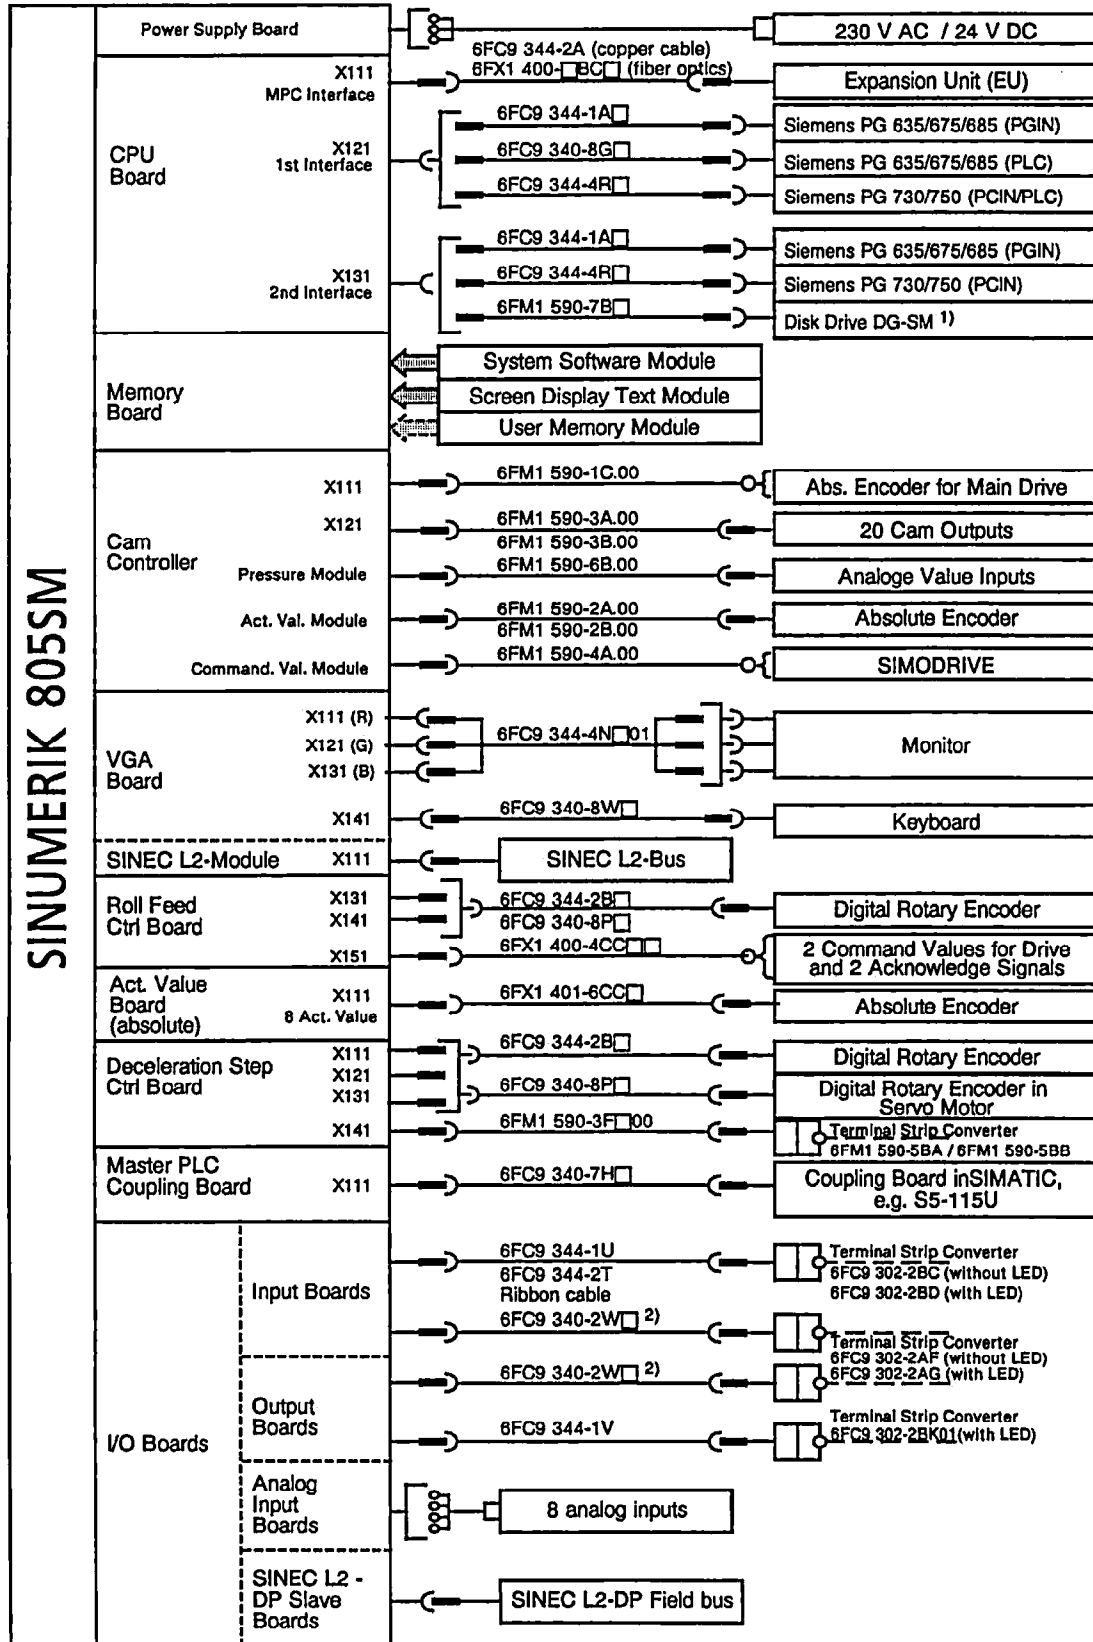 SINUMERIK 805SM
Power Supply Board
230 V AC / 24 V DC
6FC9 344-2A (copper cable)
X111
MPC Interface
6FX1 400-□BC□ (fiber optics)
Expansion Unit (EU)
CPU
Board
X121
1st Interface
6FC9 344-1A□
Siemens PG 635/675/685 (PGIN)
6FC9 340-8G□
Siemens PG 635/675/685 (PLC)
6FC9 344-4R□
Siemens PG 730/750 (PCIN/PLC)
X131
2nd Interface
6FC9 344-1A□
Siemens PG 635/675/685 (PGIN)
6FC9 344-4R□
Siemens PG 730/750 (PCIN)
6FM1 590-7B□
Disk Drive DG-SM 1)
Memory
Board
System Software Module
Screen Display Text Module
User Memory Module
Cam
Controller
X111
6FM1 590-1C.00
Abs. Encoder for Main Drive
X121
6FM1 590-3A.00
6FM1 590-3B.00
20 Cam Outputs
Pressure Module
6FM1 590-6B.00
Analoge Value Inputs
Act. Val. Module
6FM1 590-2A.00
6FM1 590-2B.00
Absolute Encoder
Command. Val. Module
6FM1 590-4A.00
SIMODRIVE
VGA
Board
X111 (R)
X121 (G)
X131 (B)
6FC9 344-4N□01
Monitor
X141
6FC9 340-8W□
Keyboard
SINEC L2-Module
X111
SINEC L2-Bus
Roll Feed
Ctrl Board
X131
X141
6FC9 344-2B□
6FC9 340-8P□
Digital Rotary Encoder
X151
6FX1 400-4CC□□
2 Command Values for Drive
and 2 Acknowledge Signals
Act. Value
Board
(absolute)
X111
8 Act. Value
6FX1 401-6CC□
Absolute Encoder
Deceleration Step
Ctrl Board
X111
X121
X131
6FC9 344-2B□
Digital Rotary Encoder
6FC9 340-8P□
Digital Rotary Encoder in
Servo Motor
X141
6FM1 590-3F□00
Terminal Strip Converter
6FM1 590-5BA / 6FM1 590-5BB
Master PLC
Coupling Board
X111
6FC9 340-7H□
Coupling Board inSIMATIC,
e.g. S5-115U
I/O Boards
Input Boards
6FC9 344-1U
6FC9 344-2T
Ribbon cable
Terminal Strip Converter
6FC9 302-2BC (without LED)
6FC9 302-2BD (with LED)
6FC9 340-2W□ 2)
Terminal Strip Converter
6FC9 302-2AF (without LED)
6FC9 302-2AG (with LED)
Output
Boards
6FC9 340-2W□ 2)
6FC9 344-1V
Terminal Strip Converter
6FC9 302-2BK01(with LED)
Analog
Input
Boards
8 analog inputs
SINEC L2 -
DP Slave
Boards
SINEC L2-DP Field bus